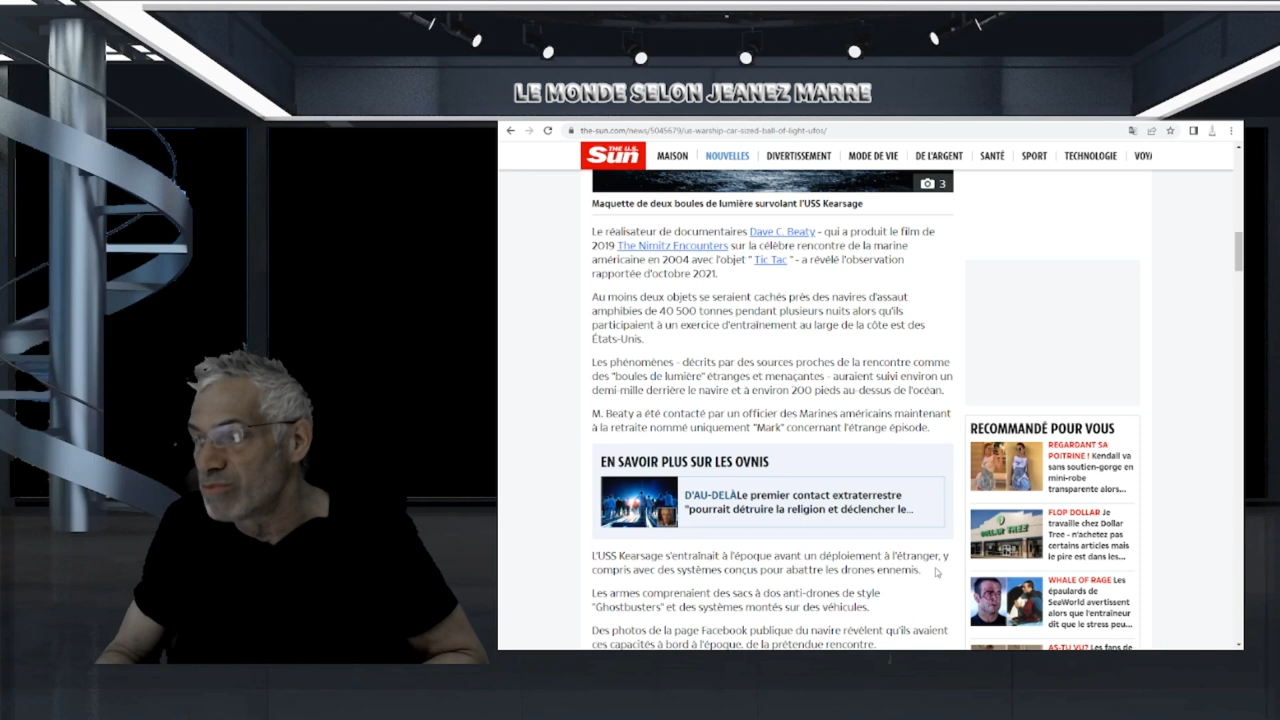 LE MONDE SELON JEANEZ MARRE
the-sun.com/news/5045679/us-warship-car-sized-ball-of-light-ufos/
THE U.S. Sun
MAISON NOUVELLES DIVERTISSEMENT MODE DE VIE DE L'ARGENT SANTÉ SPORT TECHNOLOGIE VOYA
3
Maquette de deux boules de lumière survolant l'USS Kearsage
Le réalisateur de documentaires Dave C. Beaty - qui a produit le film de
2019 The Nimitz Encounters sur la célèbre rencontre de la marine
américaine en 2004 avec l'objet " Tic Tac " - a révélé l'observation
rapportée d'octobre 2021.
Au moins deux objets se seraient cachés près des navires d'assaut
amphibies de 40 500 tonnes pendant plusieurs nuits alors qu'ils
participaient à un exercice d'entraînement au large de la côte est des
États-Unis.
Les phénomènes - décrits par des sources proches de la rencontre comme
des "boules de lumière" étranges et menaçantes - auraient suivi environ un
demi-mille derrière le navire et à environ 200 pieds au-dessus de l'océan.
M. Beaty a été contacté par un officier des Marines américains maintenant
à la retraite nommé uniquement "Mark" concernant l'étrange épisode.
EN SAVOIR PLUS SUR LES OVNIS
D'AU-DELÀLe premier contact extraterrestre
"pourrait détruire la religion et déclencher le...
L'USS Kearsage s'entraînait à l'époque avant un déploiement à l'étranger, y
compris avec des systèmes conçus pour abattre les drones ennemis.
Les armes comprenaient des sacs à dos anti-drones de style
"Ghostbusters" et des systèmes montés sur des véhicules.
Des photos de la page Facebook publique du navire révèlent qu'ils avaient
ces capacités à bord à l'époque. de la prétendue rencontre.
RECOMMANDÉ POUR VOUS
REGARDANT SA
POITRINE ! Kendall va
sans soutien-gorge en
mini-robe
transparente alors...
DOLLAR TREE
FLOP DOLLAR Je
travaille chez Dollar
Tree - n'achetez pas
certains articles mais
le pire est dans les...
WHALE OF RAGE Les
épaulards de
SeaWorld avertissent
alors que l'entraîneur
dit que le stress peu...
AS-TU VU? Les fans de